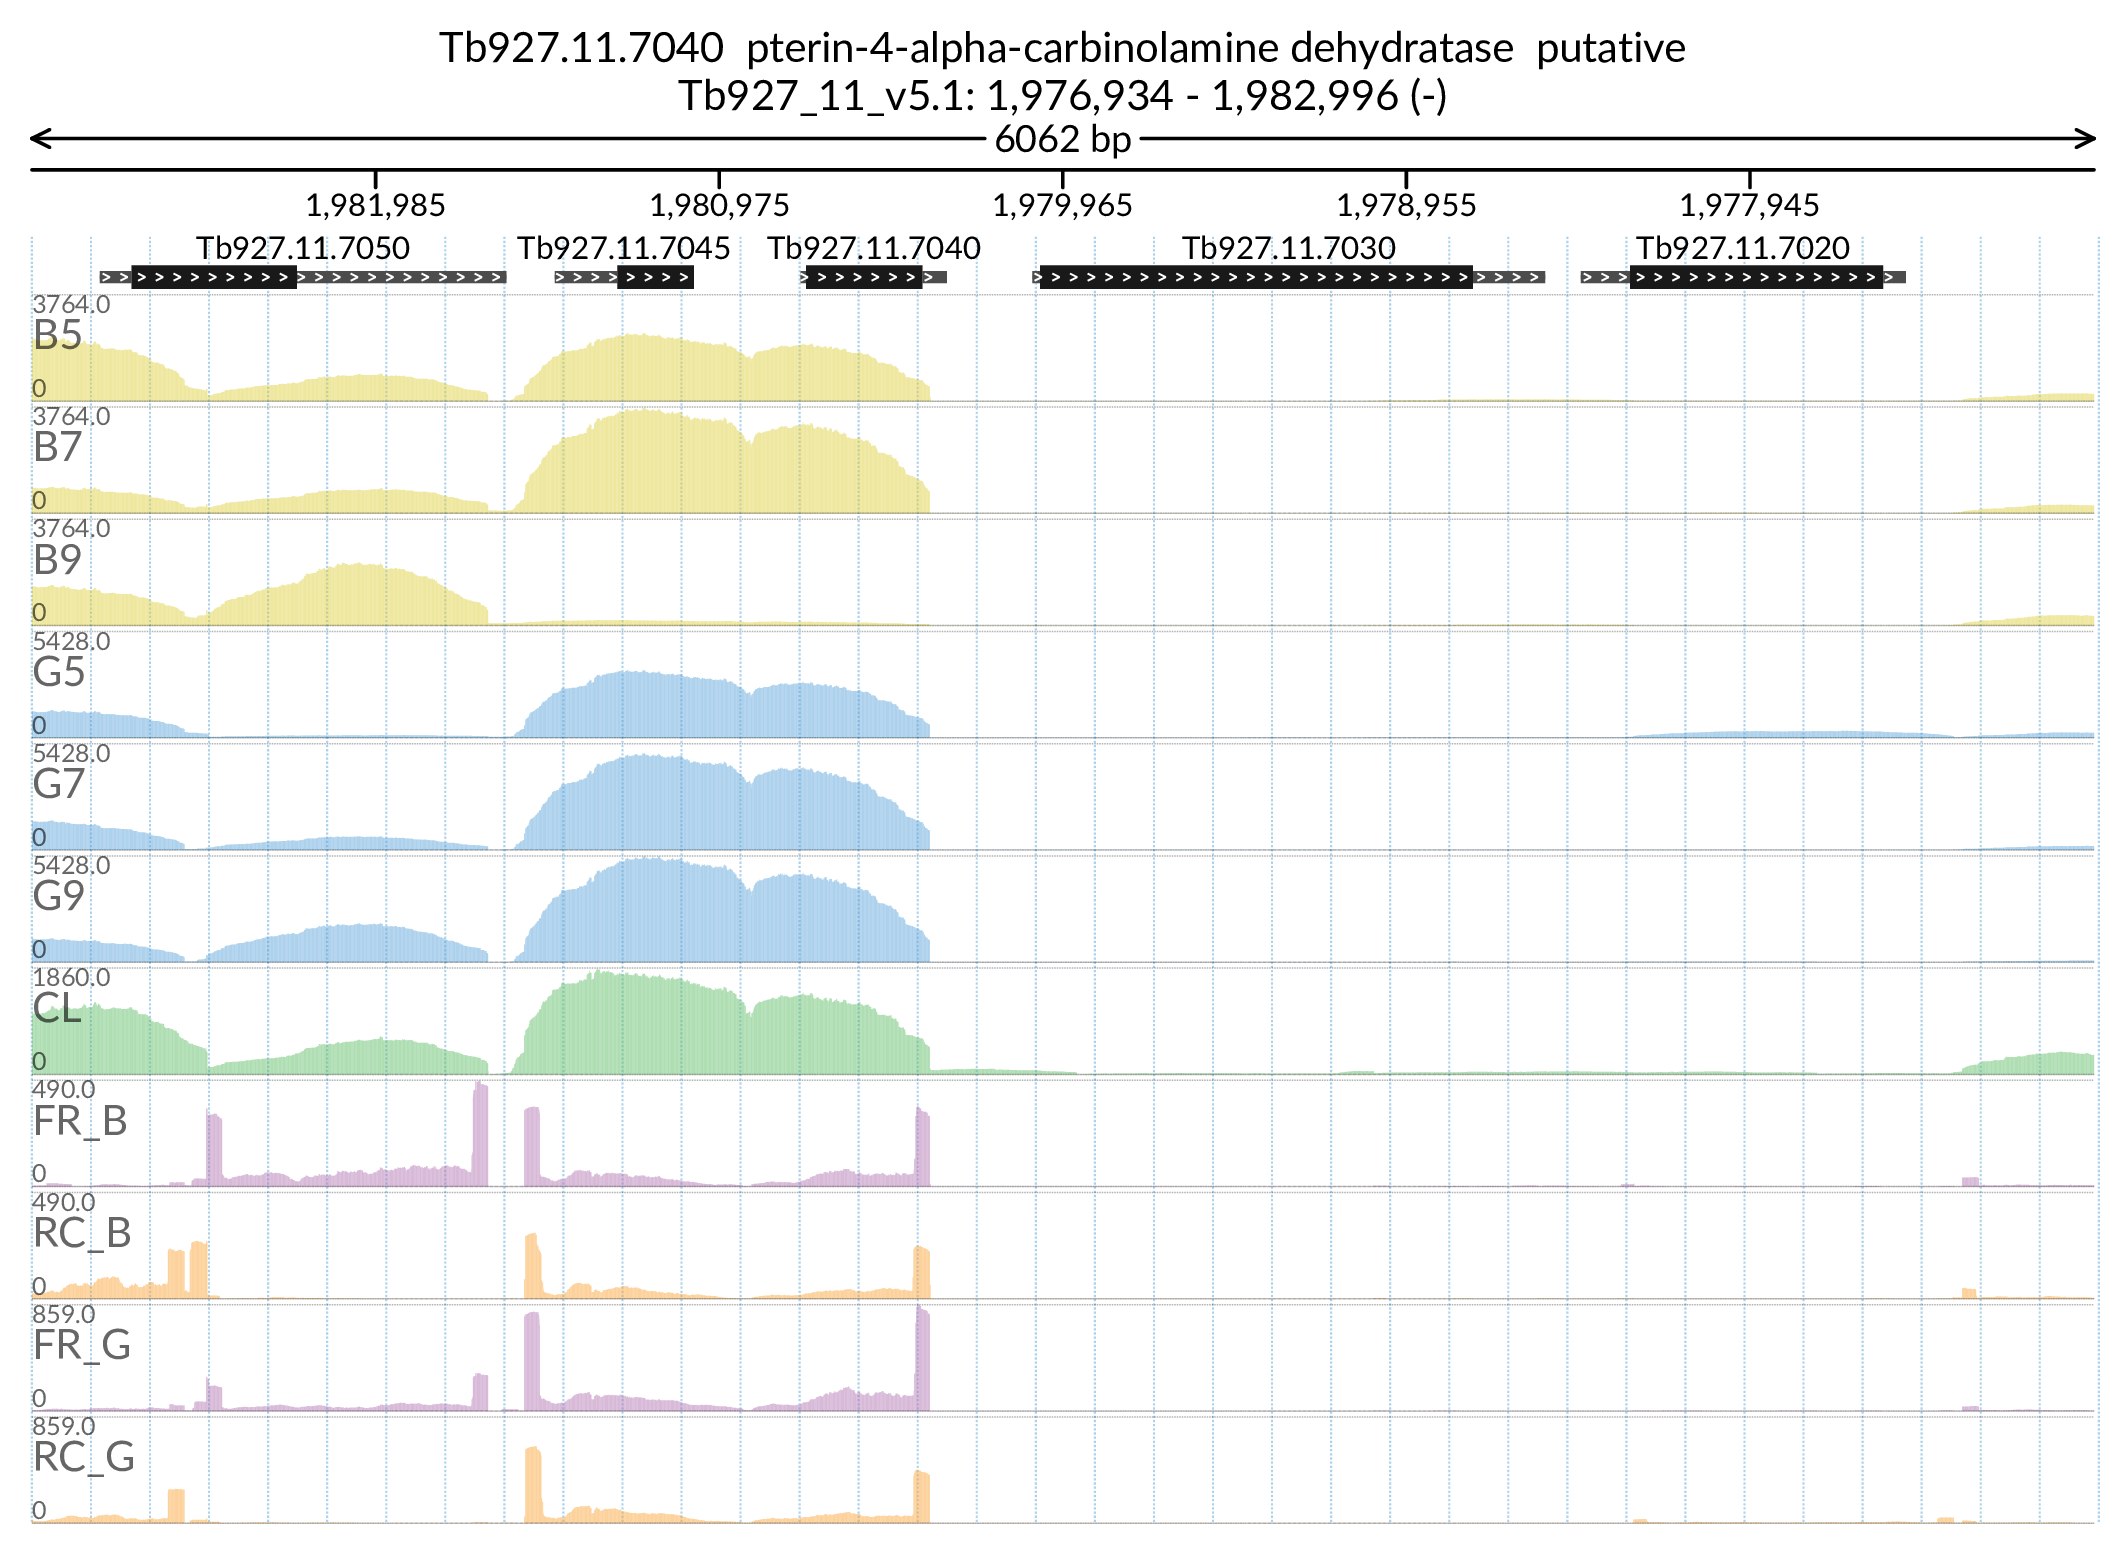 Tb927.11.7040  pterin-4-alpha-carbinolamine dehydratase  putative
Tb927_11_v5.1: 1,976,934 - 1,982,996 (-)
6062 bp
1,981,985 1,980,975 1,979,965 1,978,955 1,977,945
Tb927.11.7050 Tb927.11.7045 Tb927.11.7040 Tb927.11.7030 Tb927.11.7020
3764.0
B5
0
3764.0
B7
0
3764.0
B9
0
5428.0
G5
0
5428.0
G7
0
5428.0
G9
0
1860.0
CL
0
490.0
FR_B
0
490.0
RC_B
0
859.0
FR_G
0
859.0
RC_G
0